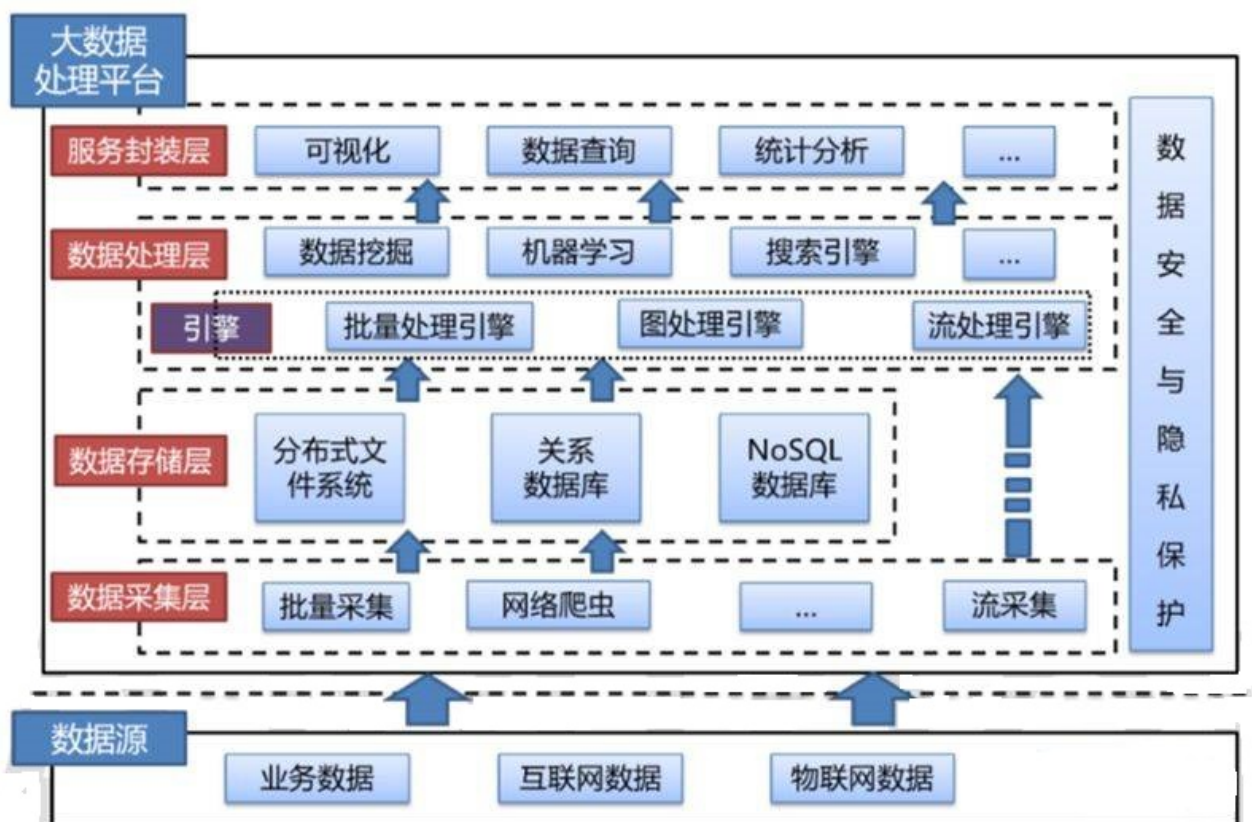 大数据
处理平台
服务封装层
可视化
数据查询
统计分析
...
数据处理层
数据挖掘
机器学习
搜索引擎
...
引擎
批量处理引擎
图处理引擎
流处理引擎
数据存储层
分布式文
件系统
关系
数据库
NoSQL
数据库
数据采集层
批量采集
网络爬虫
...
流采集
数据安全与隐私保护
数据源
业务数据
互联网数据
物联网数据